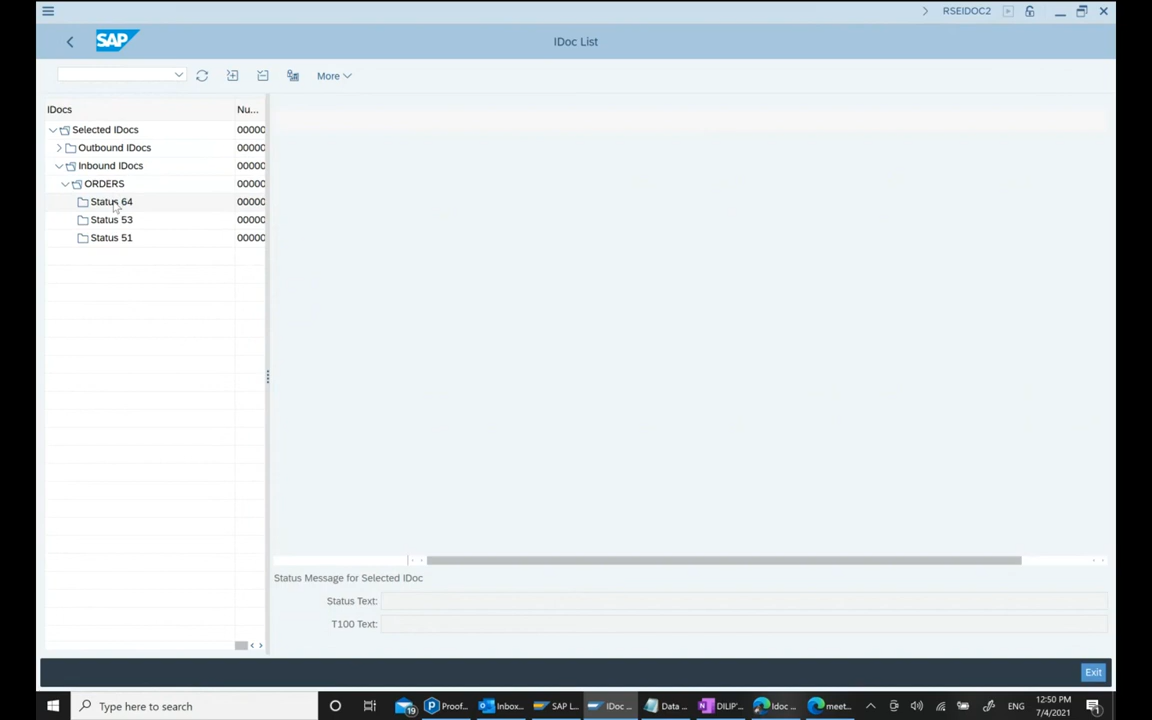 RSEIDOC2
SAP
IDoc List
More
IDocs Nu...
Selected IDocs 00000
Outbound IDocs 00000
Inbound IDocs 00000
ORDERS 00000
Status 64 00000
Status 53 00000
Status 51 00000
Status Message for Selected IDoc
Status Text:
T100 Text:
Exit
Type here to search
19
Proof...
Inbox...
SAP L...
IDoc ...
Data ...
DILIP'...
Idoc ...
meet...
ENG
12:50 PM
7/4/2021
1